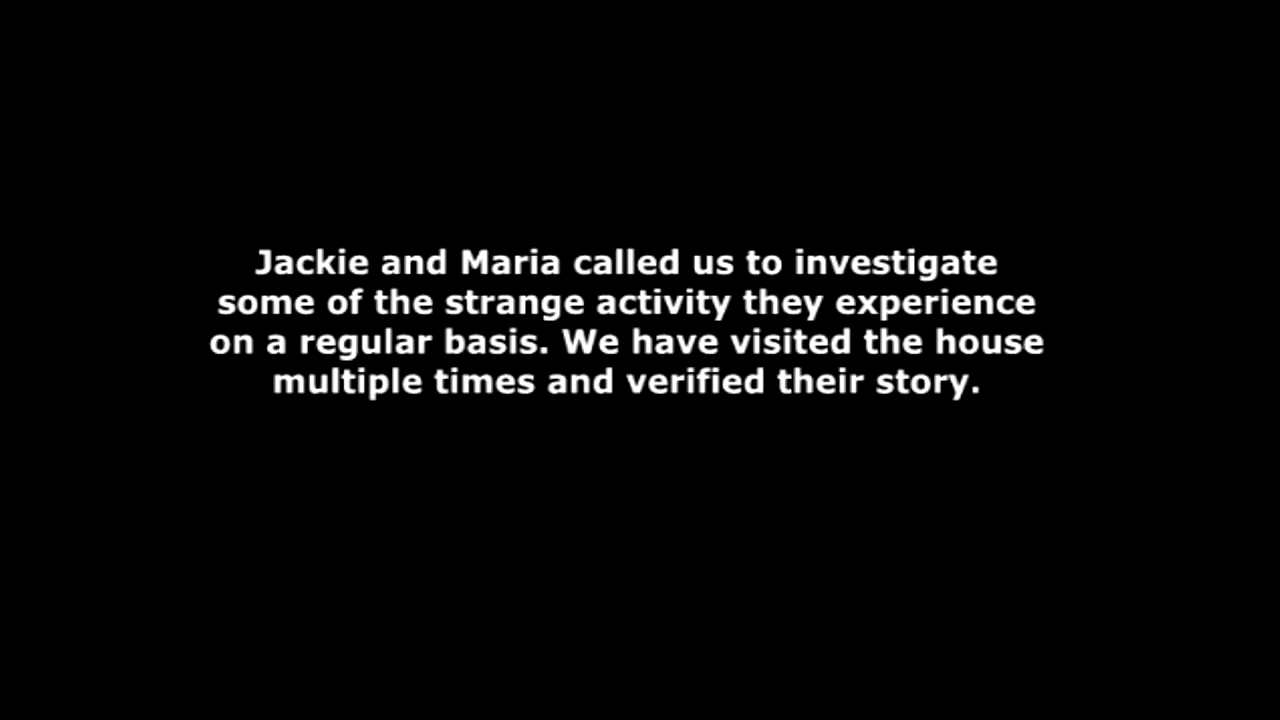 Jackie and Maria called us to investigate
some of the strange activity they experience
on a regular basis. We have visited the house
multiple times and verified their story.